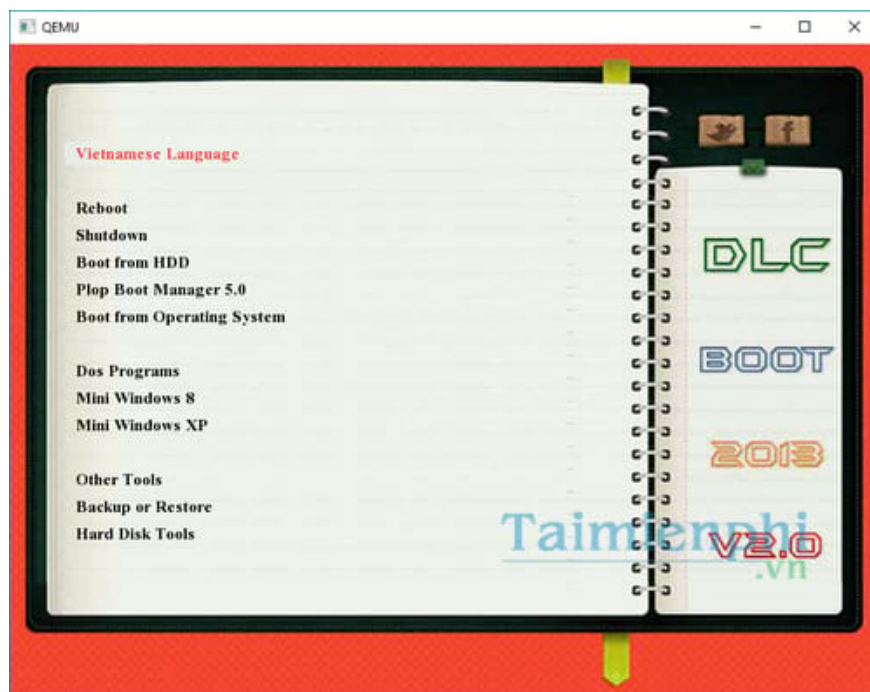 QEMU
Vietnamese Language
Reboot
Shutdown
Boot from HDD
Plop Boot Manager 5.0
Boot from Operating System
Dos Programs
Mini Windows 8
Mini Windows XP
Other Tools
Backup or Restore
Hard Disk Tools
f
DLC
BOOT
2013
V2.0
Taimienphi
.vn